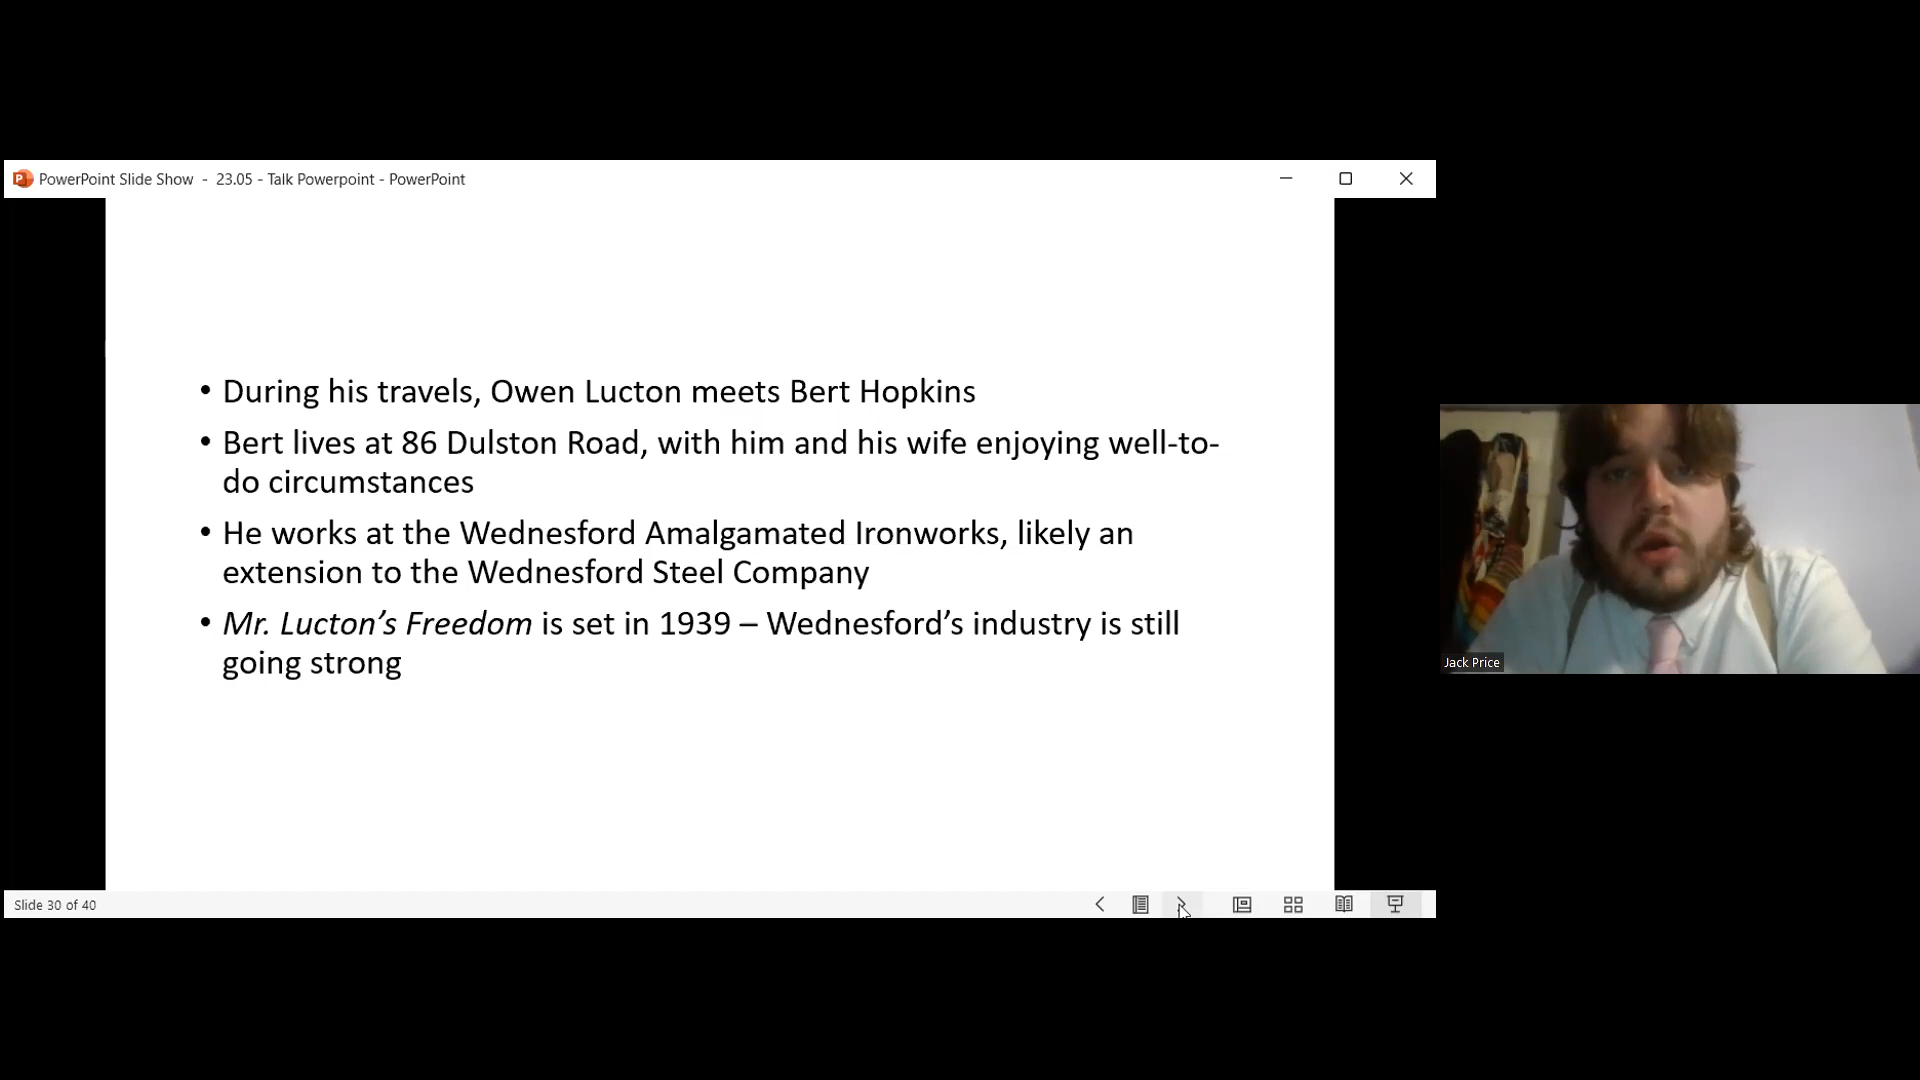 PowerPoint Slide Show - 23.05 - Talk Powerpoint - PowerPoint
• During his travels, Owen Lucton meets Bert Hopkins
• Bert lives at 86 Dulston Road, with him and his wife enjoying well-to-
do circumstances
• He works at the Wednesford Amalgamated Ironworks, likely an
extension to the Wednesford Steel Company
• Mr. Lucton’s Freedom is set in 1939 – Wednesford’s industry is still
going strong
Jack Price
Slide 30 of 40